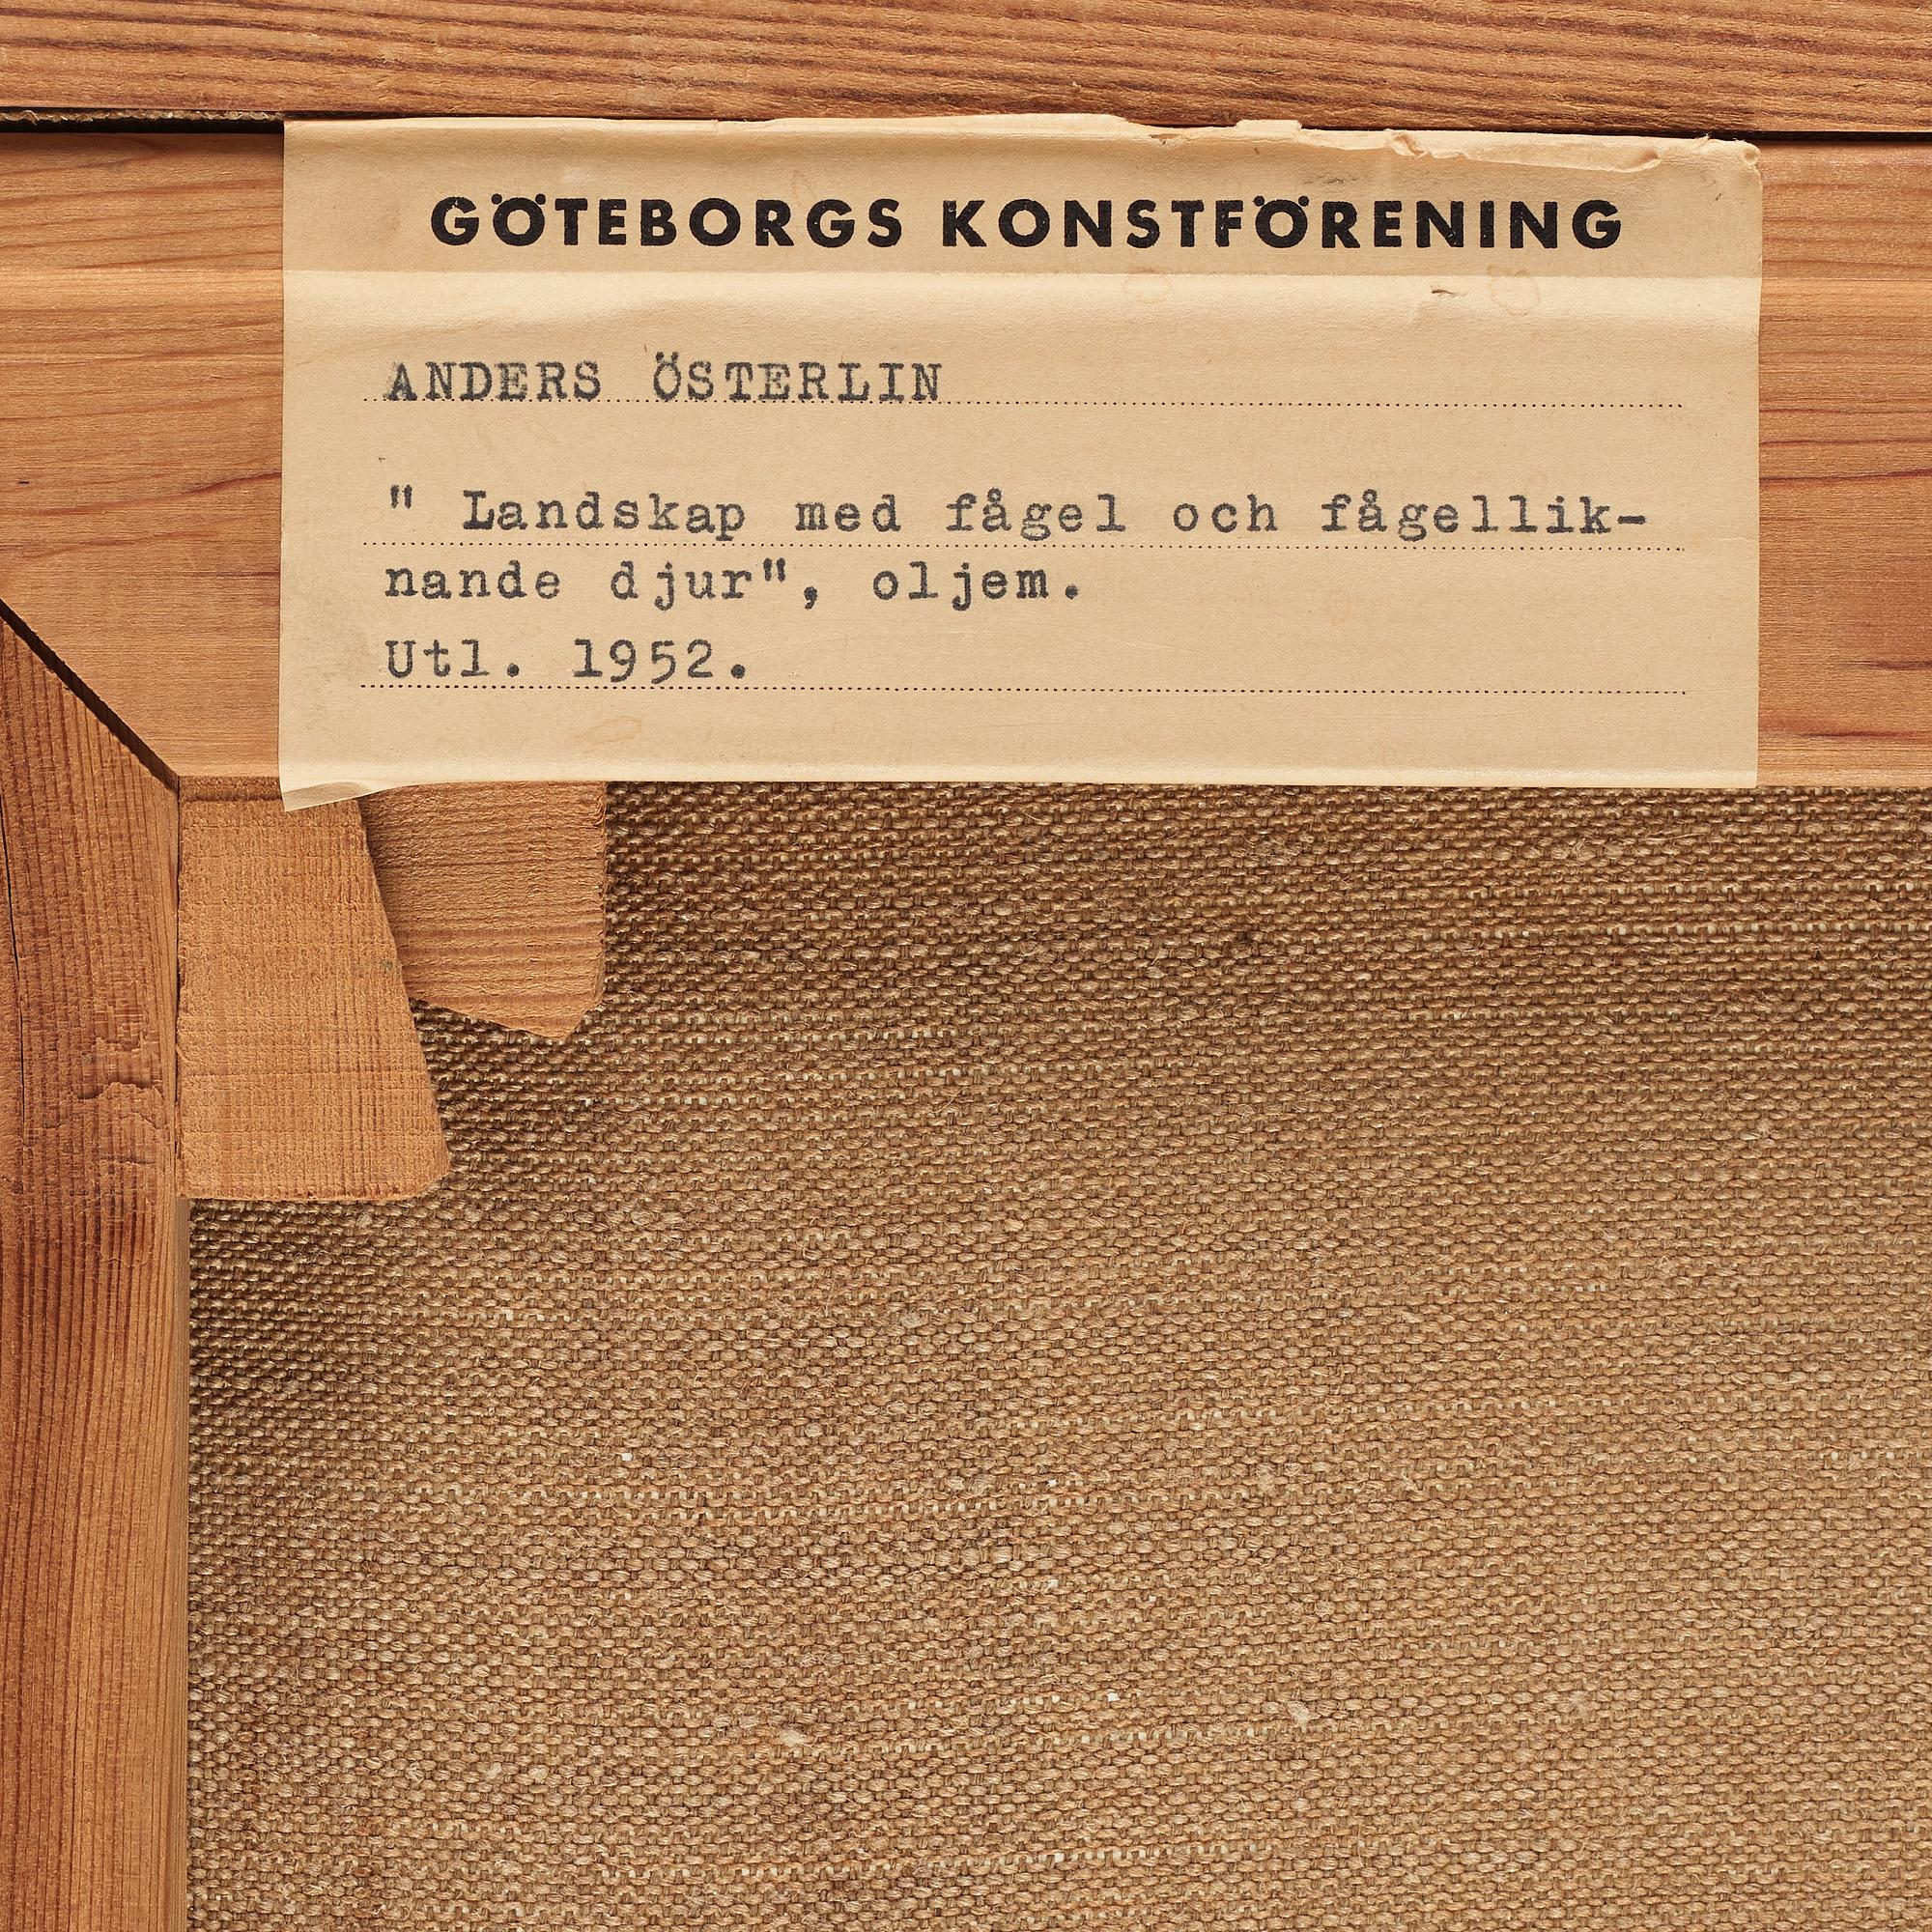 GÖTEBORGS KONSTFÖRENING
ANDERS ÖSTERLIN
" Landskap med fågel och fågellik-
nande djur", oljem.
Utl. 1952.